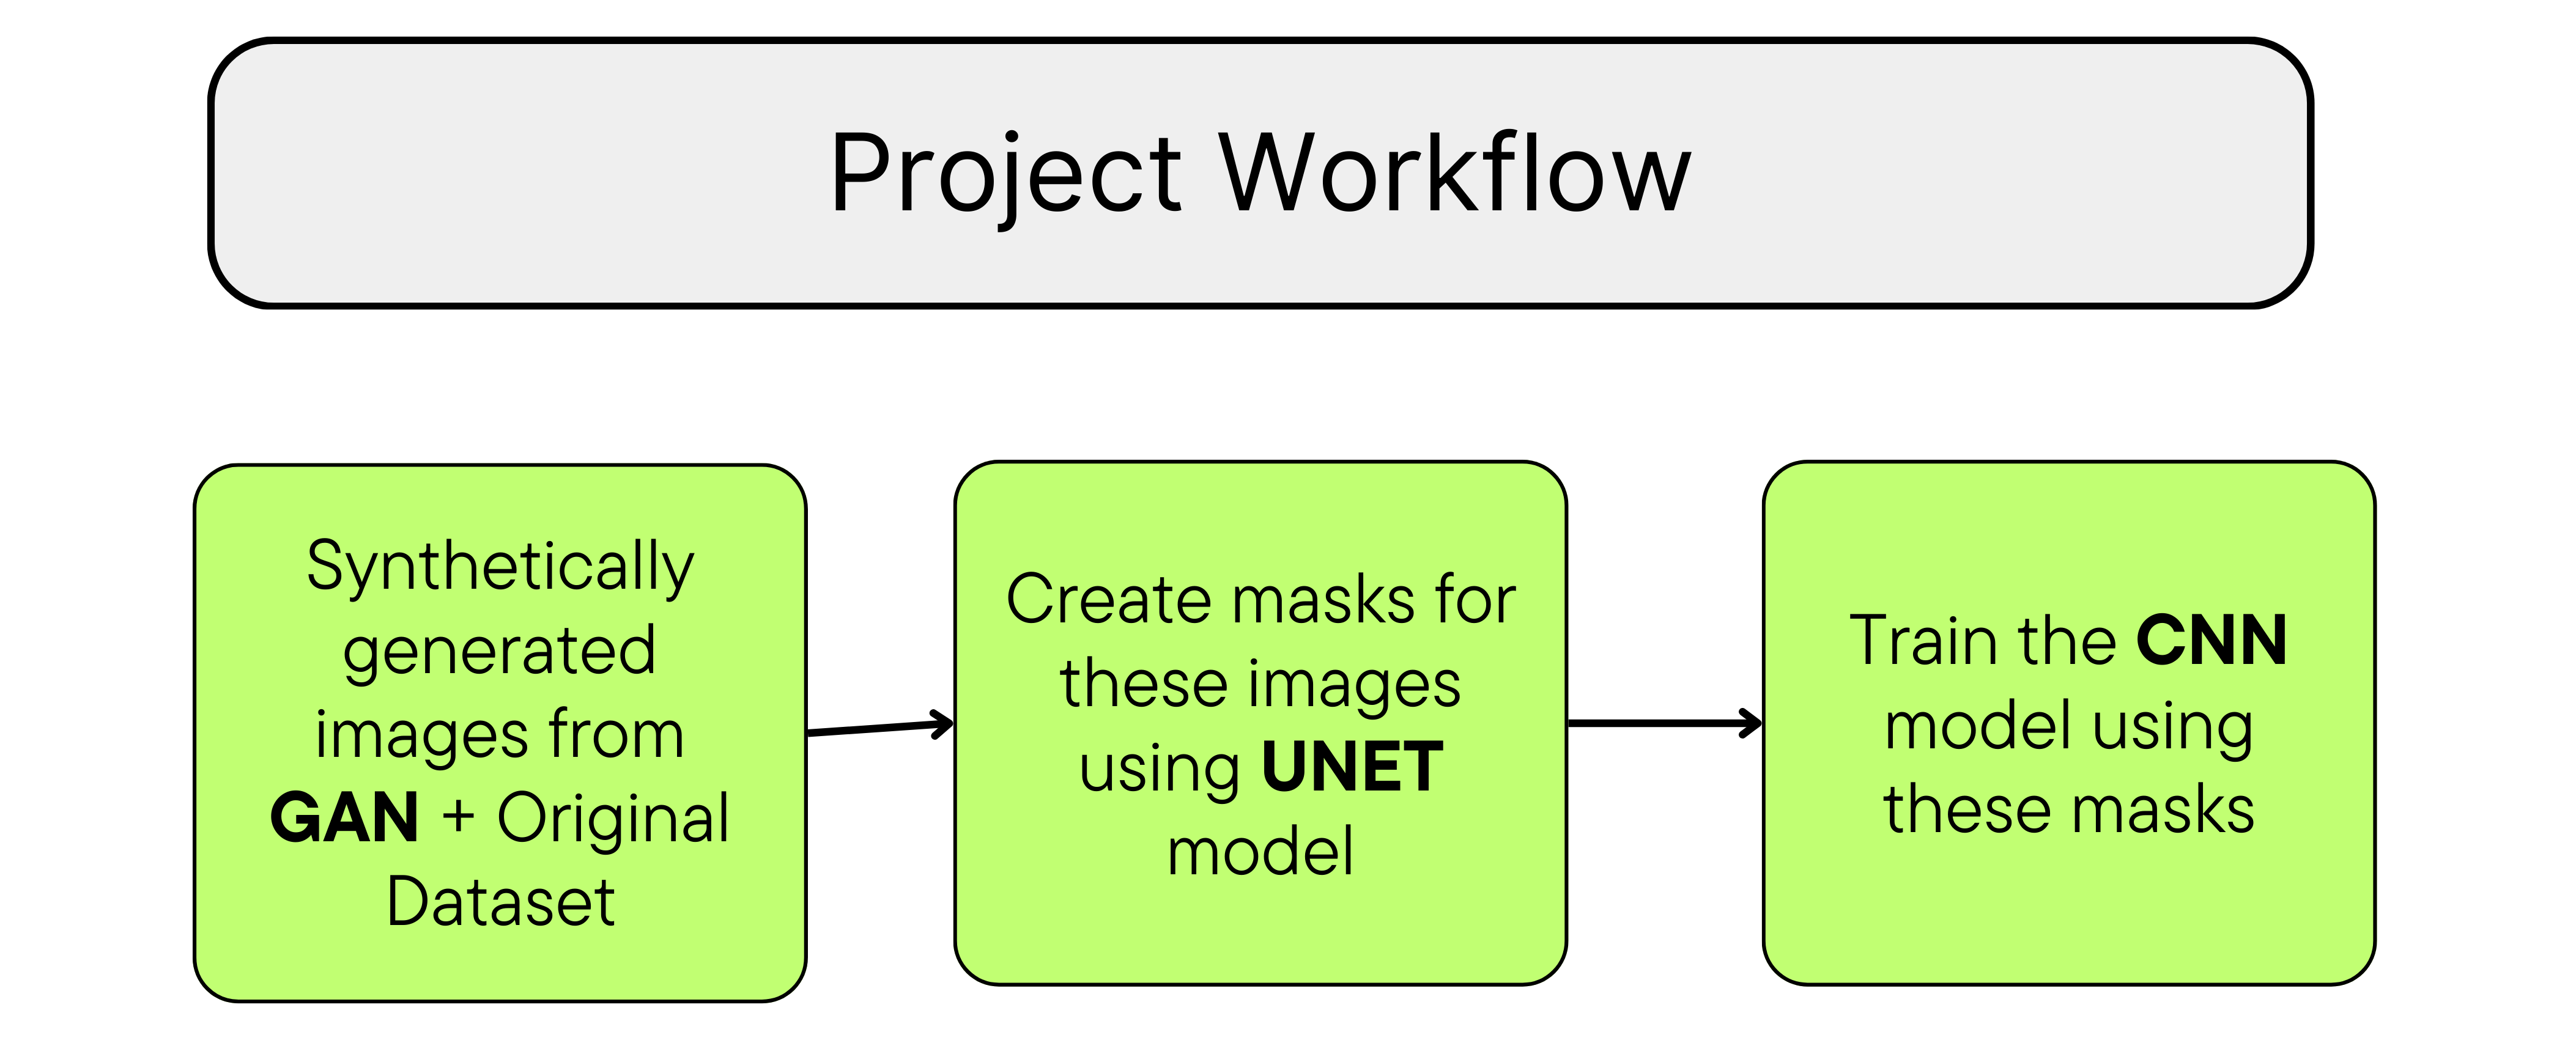 Project Workflow
Synthetically
generated
images from
GAN + Original
Dataset
Create masks for
these images
using UNET
model
Train the CNN
model using
these masks